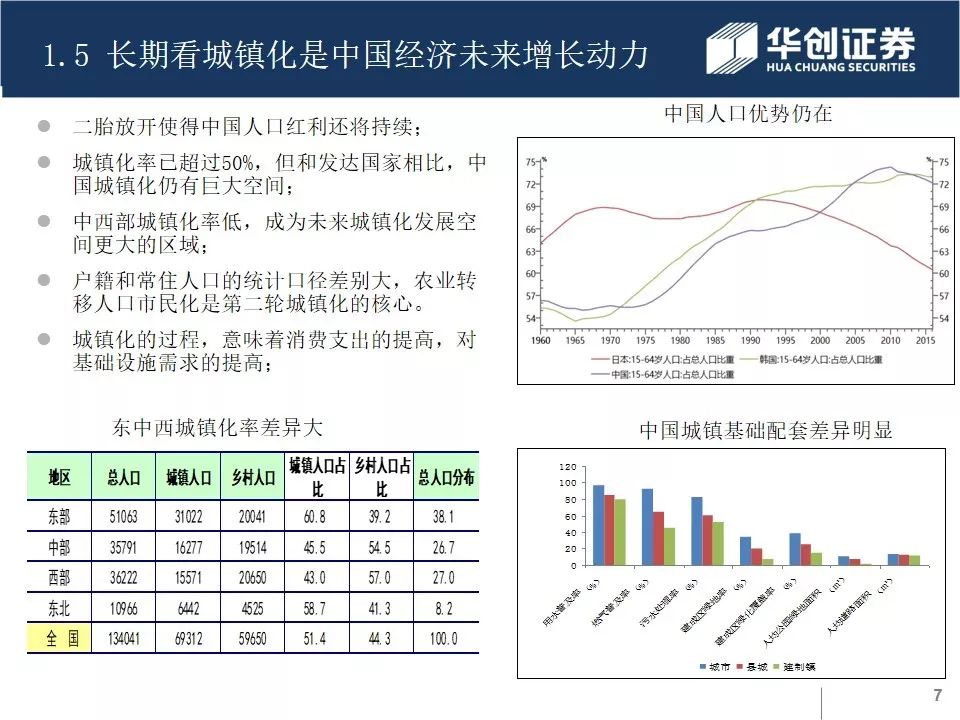 1.5 长期看城镇化是中国经济未来增长动力
华创证券
HUA CHUANG SECURITIES
二胎放开使得中国人口红利还将持续；
城镇化率已超过50%，但和发达国家相比，中
国城镇化仍有巨大空间；
中西部城镇化率低，成为未来城镇化发展空
间更大的区域；
户籍和常住人口的统计口径差别大，农业转
移人口市民化是第二轮城镇化的核心。
城镇化的过程，意味着消费支出的提高，对
基础设施需求的提高；
中国人口优势仍在
% %
75 75
72 72
69 69
66 66
63 63
60 60
57 57
54 54
1960 1965 1970 1975 1980 1985 1990 1995 2000 2005 2010 2015
日本:15-64岁人口:占总人口比重 韩国:15-64岁人口:占总人口比重
中国:15-64岁人口:占总人口比重
东中西城镇化率差异大
地区 总人口 城镇人口 乡村人口 城镇人口占比 乡村人口占比 总人口分布
东部 51063 31022 20041 60.8 39.2 38.1
中部 35791 16277 19514 45.5 54.5 26.7
西部 36222 15571 20650 43.0 57.0 27.0
东北 10966 6442 4525 58.7 41.3 8.2
全 国 134041 69312 59650 51.4 44.3 100.0
中国城镇基础配套差异明显
120
100
80
60
40
20
0
用水普及率（%）
燃气普及率（%）
污水处理率（%）
建成区绿地率（%）
建成区绿化覆盖率（%）
人均公园绿地面积（m²）
人均道路面积（m²）
城市 县城 建制镇
7